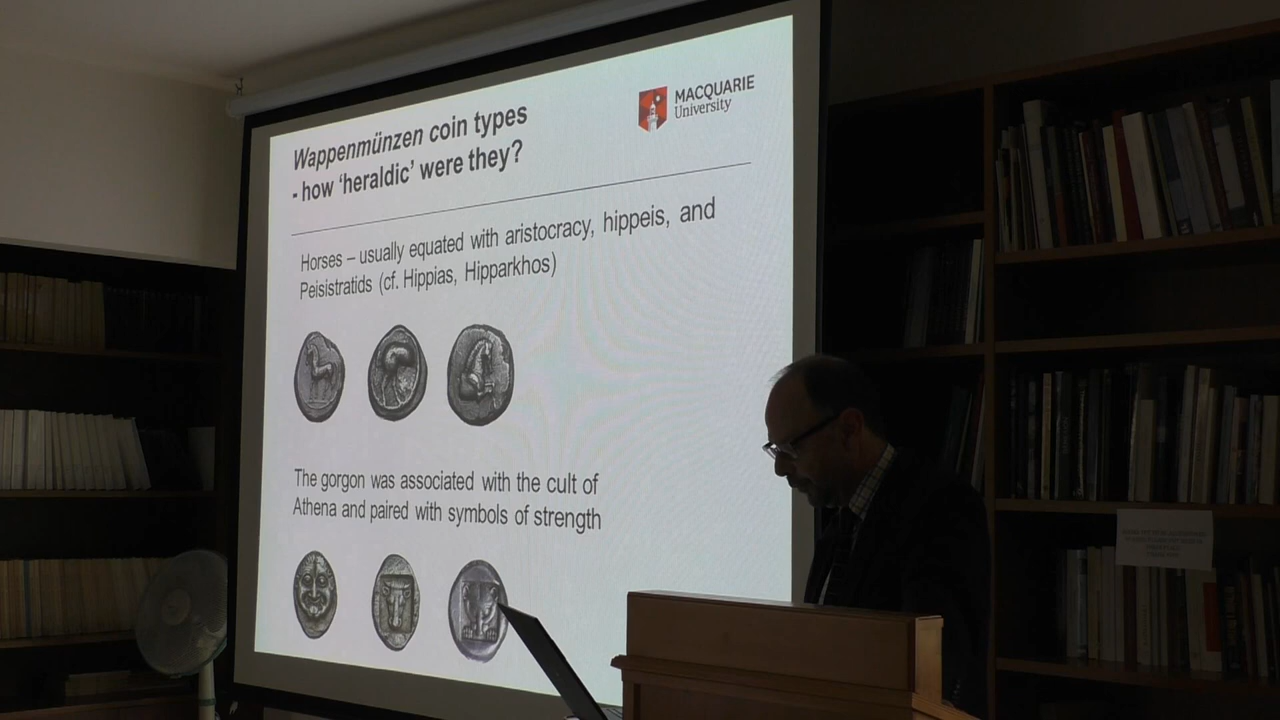 MACQUARIE
University
Wappenmünzen coin types
- how ‘heraldic’ were they?
Horses – usually equated with aristocracy, hippeis, and
Peisistratids (cf. Hippias, Hipparkhos)
The gorgon was associated with the cult of
Athena and paired with symbols of strength